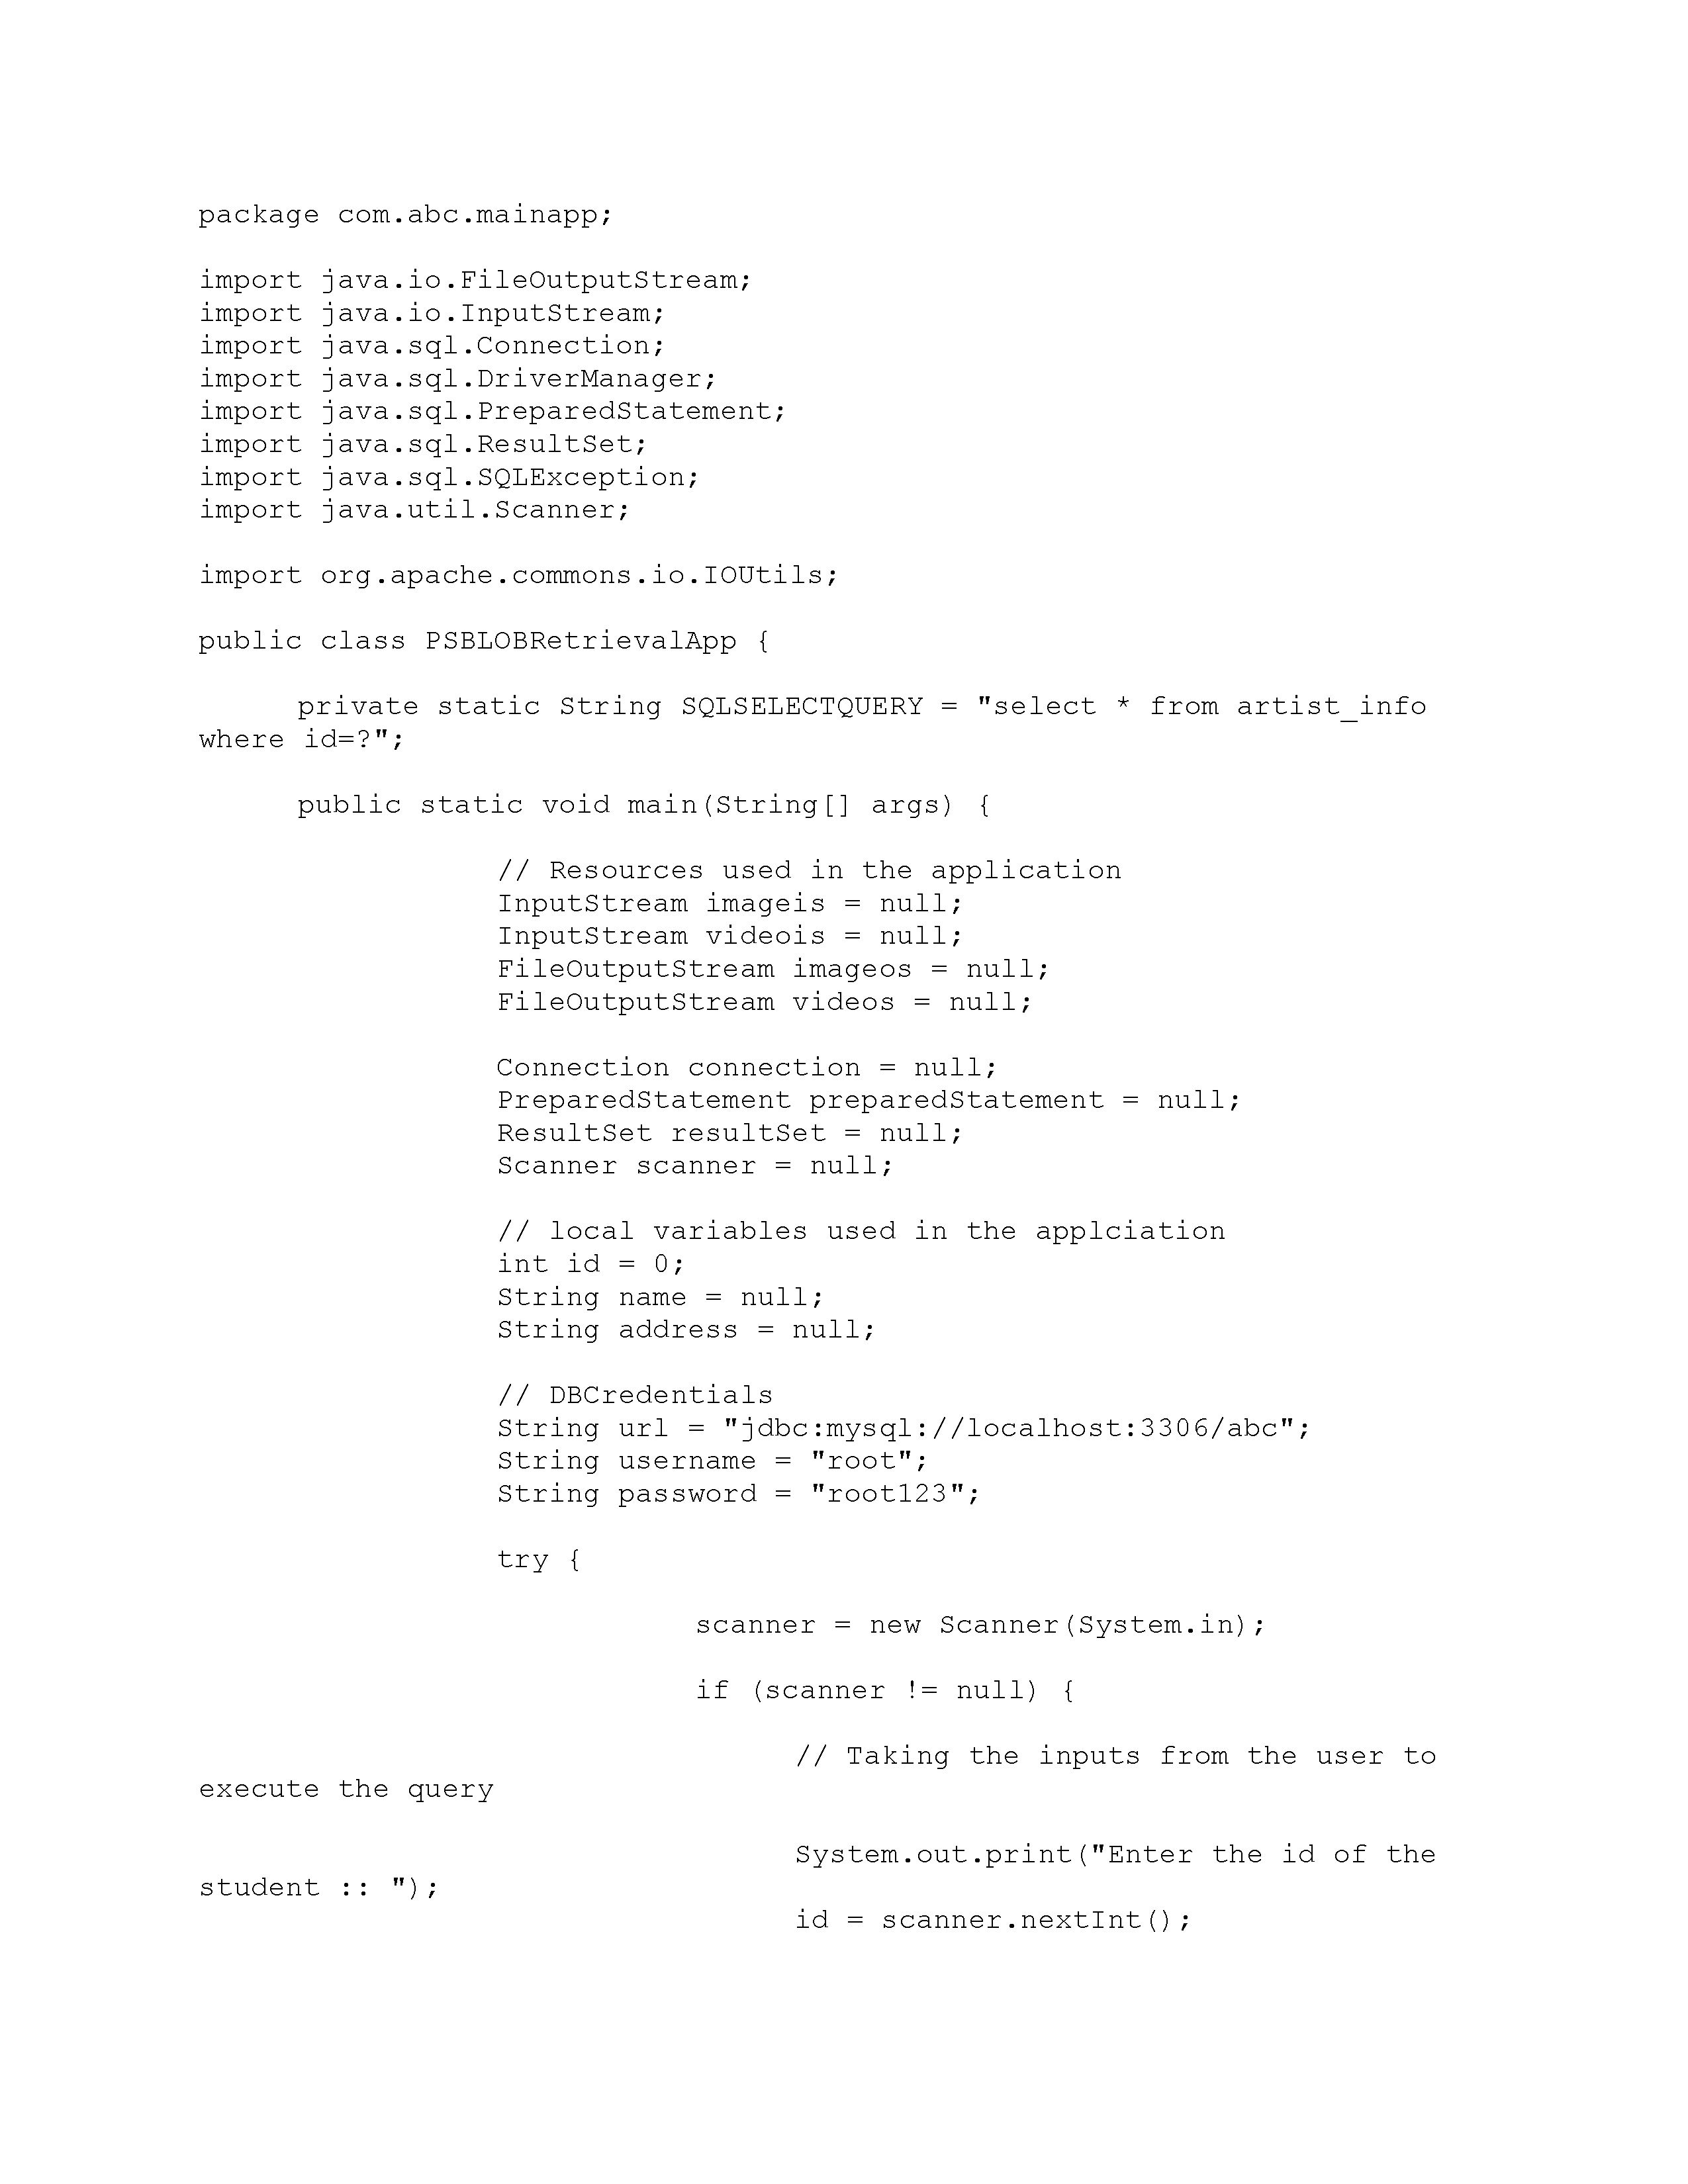 package com.abc.mainapp;
import java.io.FileOutputStream;
import java.io.InputStream;
import java.sql.Connection;
import java.sql.DriverManager;
import java.sql.PreparedStatement;
import java.sql.ResultSet;
import java.sql.SQLException;
import java.util.Scanner;
import org.apache.commons.io.IOUtils;
public class PSBLOBRetrievalApp {
private static String SQLSELECTQUERY = "select * from artist_info
where id=?";
public static void main(String[] args) {
// Resources used in the application
InputStream imageis = null;
InputStream videois = null;
FileOutputStream imageos = null;
FileOutputStream videos = null;
Connection connection = null;
PreparedStatement preparedStatement = null;
ResultSet resultSet = null;
Scanner scanner = null;
// local variables used in the applciation
int id = 0;
String name = null;
String address = null;
// DBCredentials
String url = "jdbc:mysql://localhost:3306/abc";
String username = "root";
String password = "root123";
try {
scanner = new Scanner(System.in);
if (scanner != null) {
// Taking the inputs from the user to
execute the query
System.out.print("Enter the id of the
student :: ");
id = scanner.nextInt();